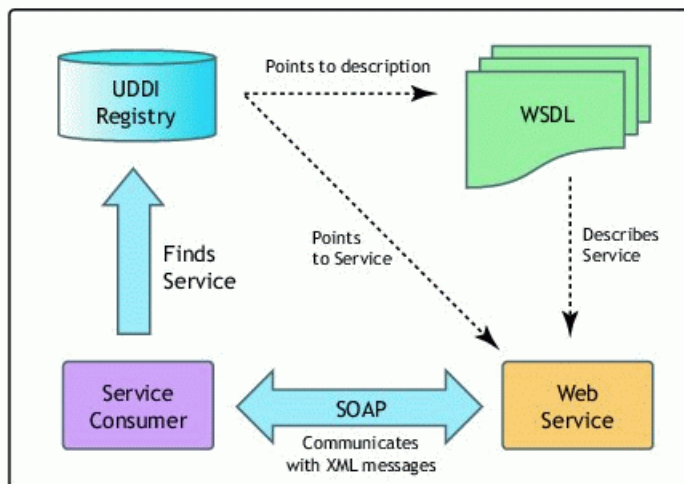 UDDI
Registry
Points to description
WSDL
Finds
Service
Points
to Service
Describes
Service
Service
Consumer
SOAP
Communicates
with XML messages
Web
Service